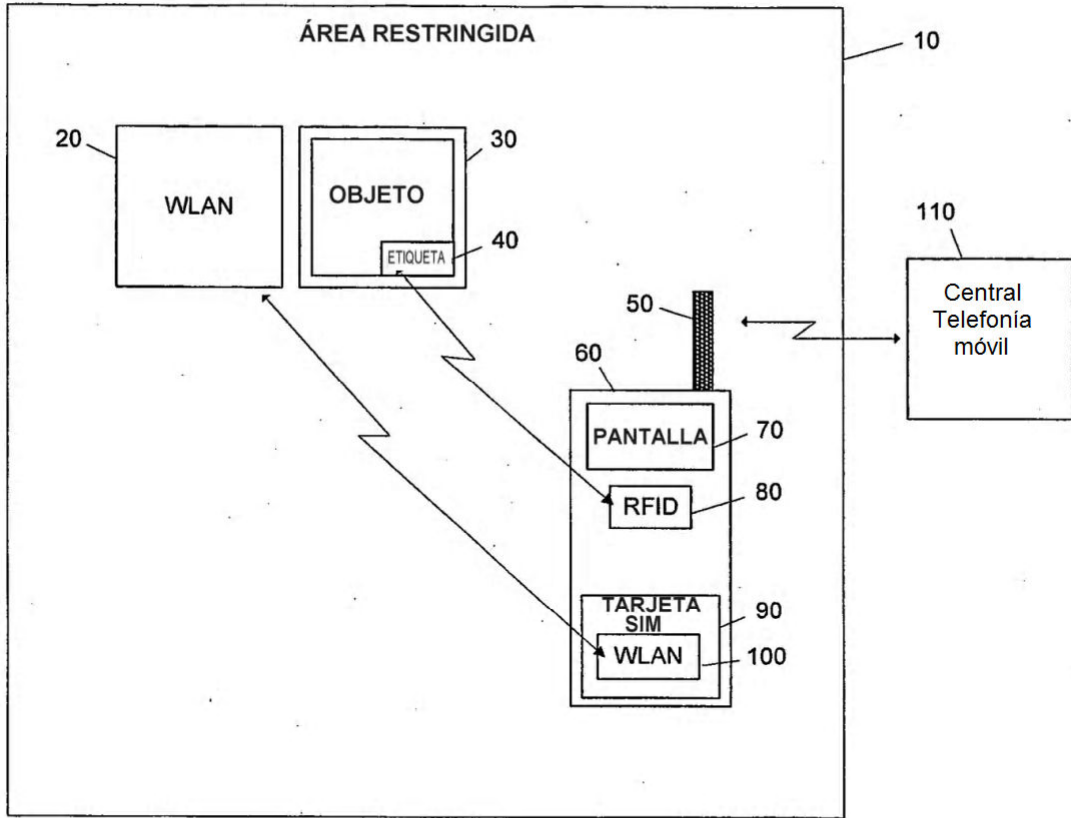 ÁREA RESTRINGIDA
10
20
WLAN
30
OBJETO
ETIQUETA
40
50
110
Central
Telefonía
móvil
60
PANTALLA
70
RFID
80
TARJETA
SIM
90
WLAN
100